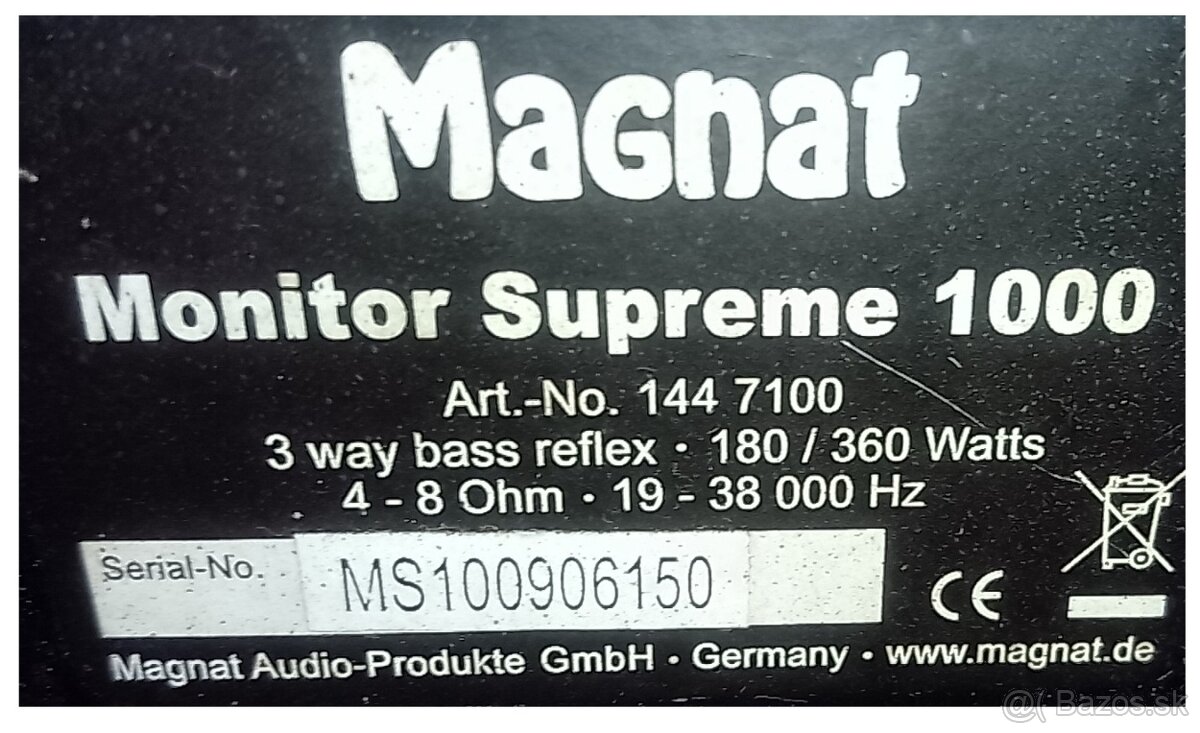 Magnat
Monitor Supreme 1000
Art.-No. 144 7100
3 way bass reflex · 180 / 360 Watts
4 - 8 Ohm · 19 - 38 000 Hz
Serial-No. MS100906150
CE
Magnat Audio-Produkte GmbH · Germany · www.magnat.de
@( Bazos.sk